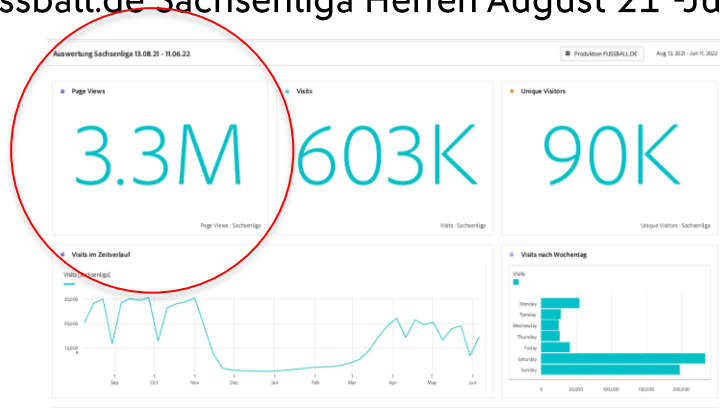 ssball.de Sachsenliga Herren August 21 -Ju
Auswertung Sachsenliga 13.08.21 - 11.06.22
Produktion FUSSBALL.DE
Aug 13, 2021 - Jun 11, 2022
Page Views
Visits
Unique Visitors
3.3M
603K
90K
Page Views : Sachsenliga
Visits : Sachsenliga
Unique Visitors : Sachsenliga
Visits im Zeitverlauf
Visits nach Wochentag
Visits [Sachsenliga]
Visits
30,000
20,000
10,000
Sep Oct Nov Dec Jan Feb Mar Apr May Jun
Monday
Tuesday
Wednesday
Thursday
Friday
Saturday
Sunday
0 50,000 100,000 150,000 200,000